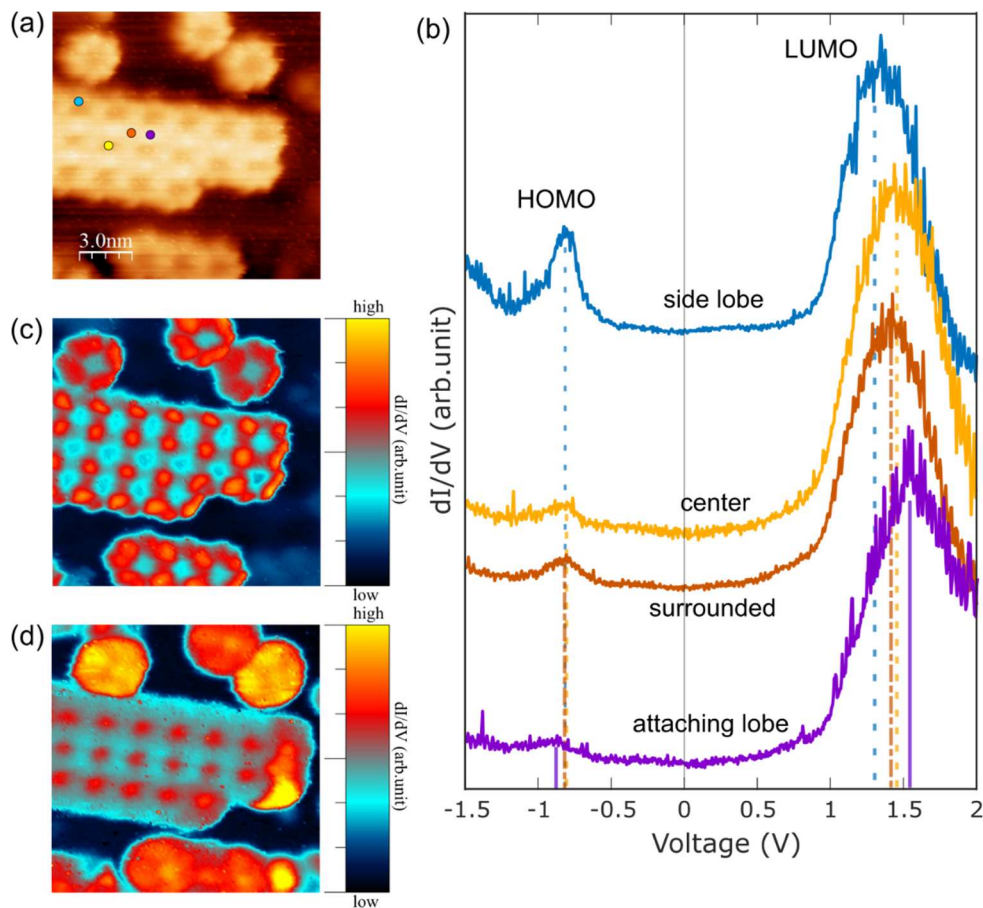 (a)
3.0nm
(b)
HOMO
LUMO
side lobe
center
surrounded
attaching lobe
dI/dV (arb.unit)
-1.5
-1
-0.5
0
0.5
1
1.5
2
Voltage (V)
(c)
high
dI/dV (arb.unit)
low
(d)
high
dI/dV (arb.unit)
low